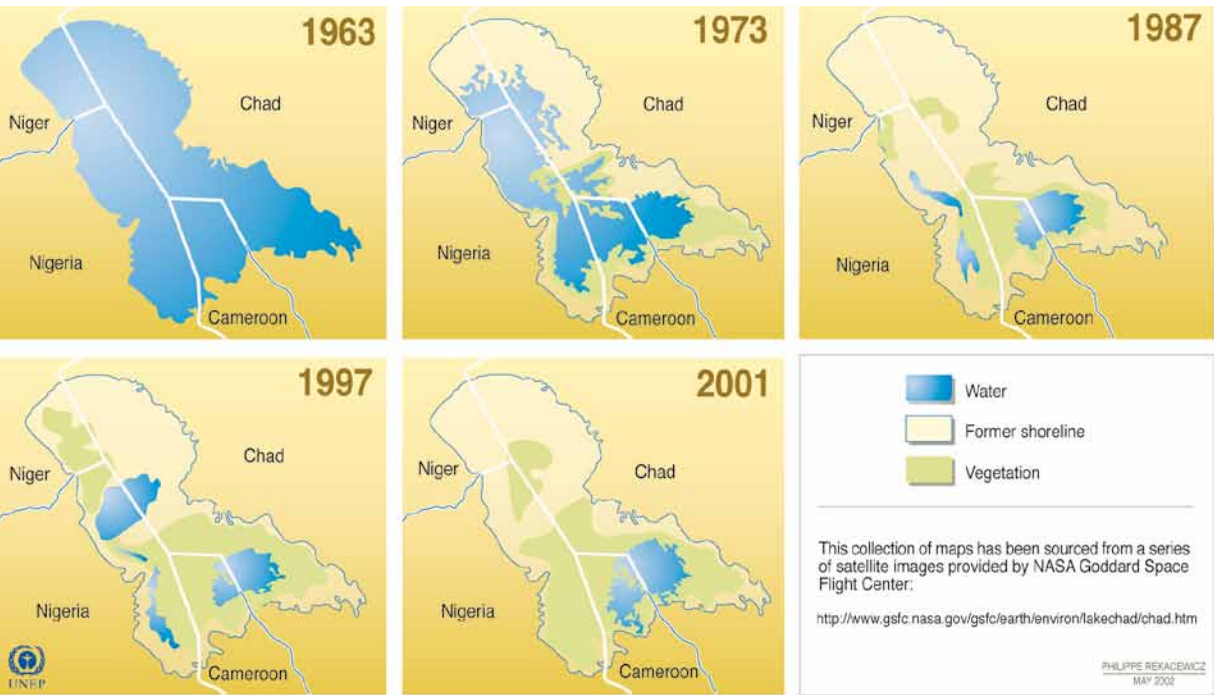 1963
Chad
Niger
Nigeria
Cameroon
1973
Chad
Niger
Nigeria
Cameroon
1987
Chad
Niger
Nigeria
Cameroon
1997
Chad
Niger
Nigeria
Cameroon
UNEP
2001
Chad
Niger
Nigeria
Cameroon
Water
Former shoreline
Vegetation
This collection of maps has been sourced from a series
of satellite images provided by NASA Goddard Space
Flight Center:
http://www.gsfc.nasa.gov/gsfc/earth/environ/lakechad/chad.htm
PHILIPPE REKACEWICZ
MAY 2002